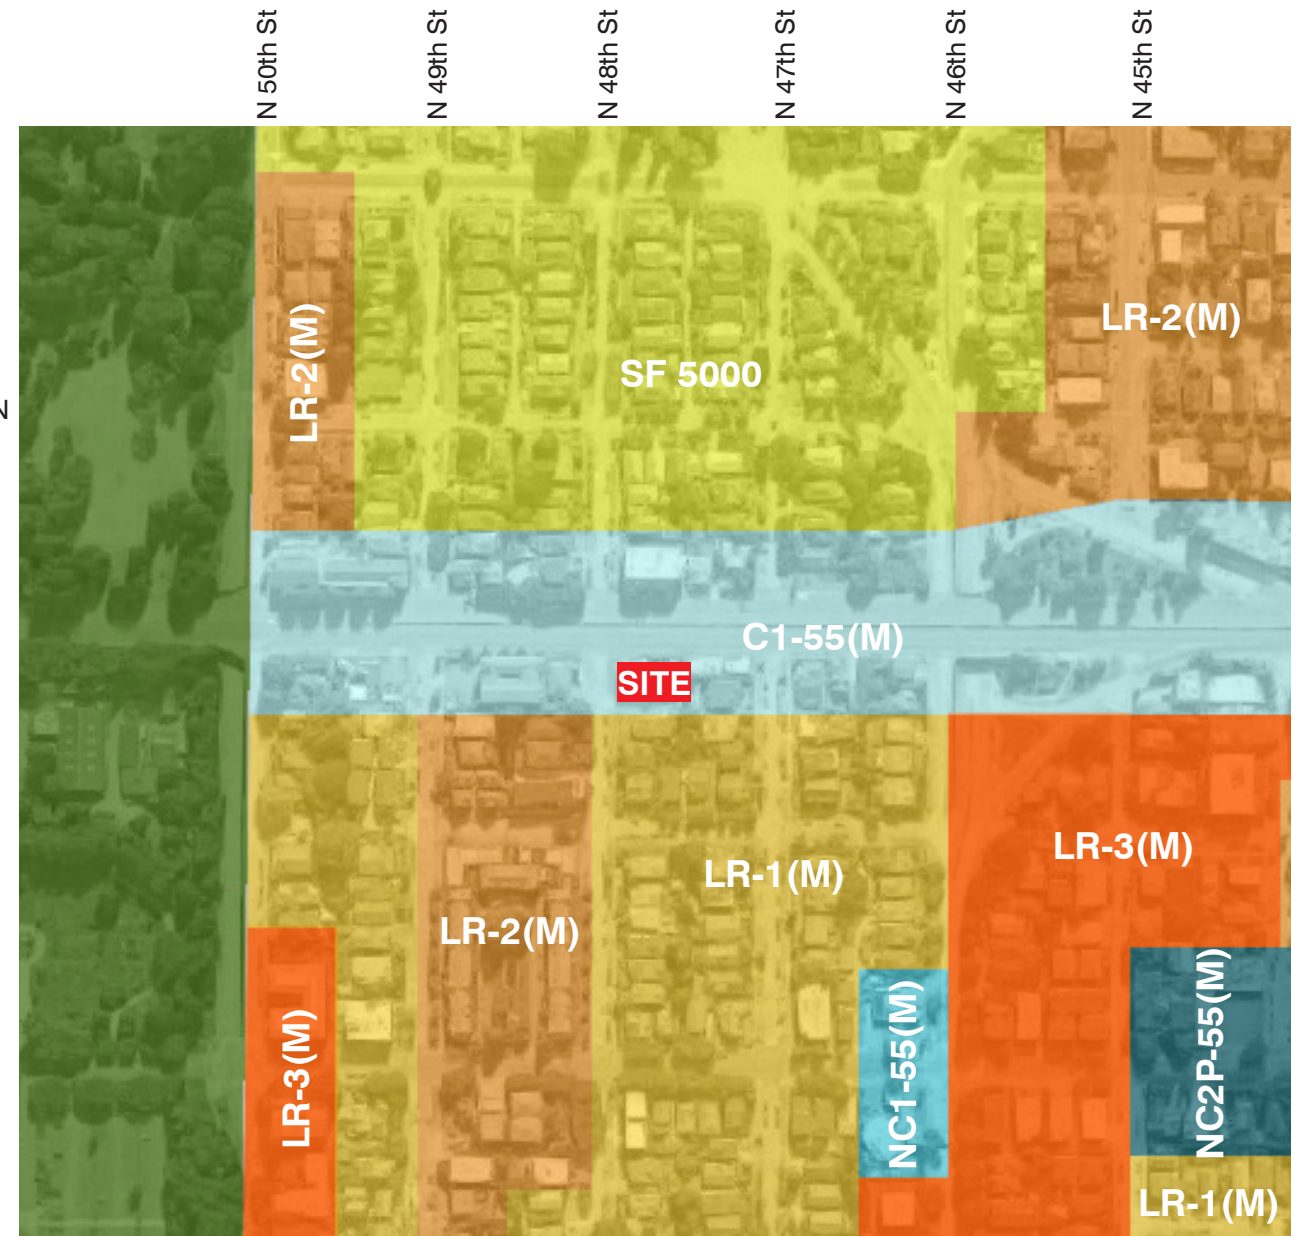 N 50th St
N 49th St
N 48th St
N 47th St
N 46th St
N 45th St
LR-2(M)
LR-2(M)
SF 5000
N
C1-55(M)
SITE
LR-3(M)
LR-1(M)
LR-2(M)
LR-3(M)
NC1-55(M)
NC2P-55(M)
LR-1(M)